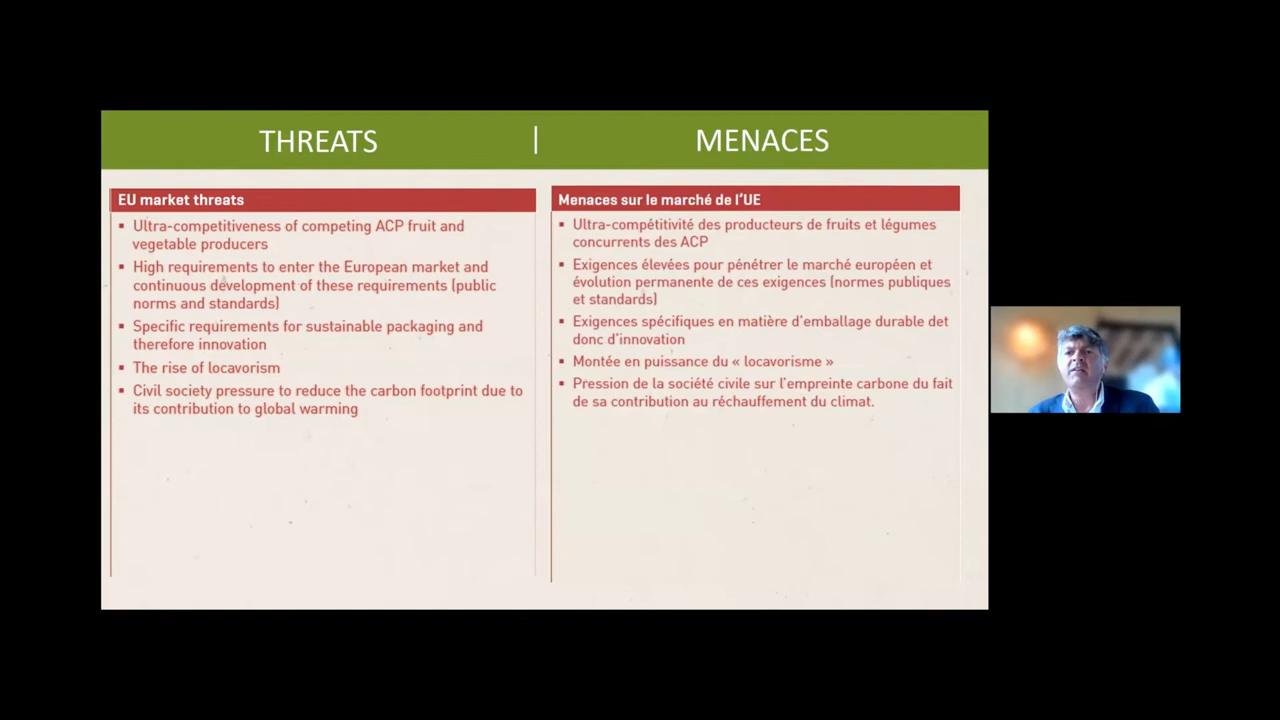 THREATS | MENACES
EU market threats
▪ Ultra-competitiveness of competing ACP fruit and
vegetable producers
▪ High requirements to enter the European market and
continuous development of these requirements (public
norms and standards)
▪ Specific requirements for sustainable packaging and
therefore innovation
▪ The rise of locavorism
▪ Civil society pressure to reduce the carbon footprint due to
its contribution to global warming
Menaces sur le marché de l’UE
▪ Ultra-compétitivité des producteurs de fruits et légumes
concurrents des ACP
▪ Exigences élevées pour pénétrer le marché européen et
évolution permanente de ces exigences (normes publiques
et standards)
▪ Exigences spécifiques en matière d’emballage durable det
donc d’innovation
▪ Montée en puissance du « locavorisme »
▪ Pression de la société civile sur l’empreinte carbone du fait
de sa contribution au réchauffement du climat.